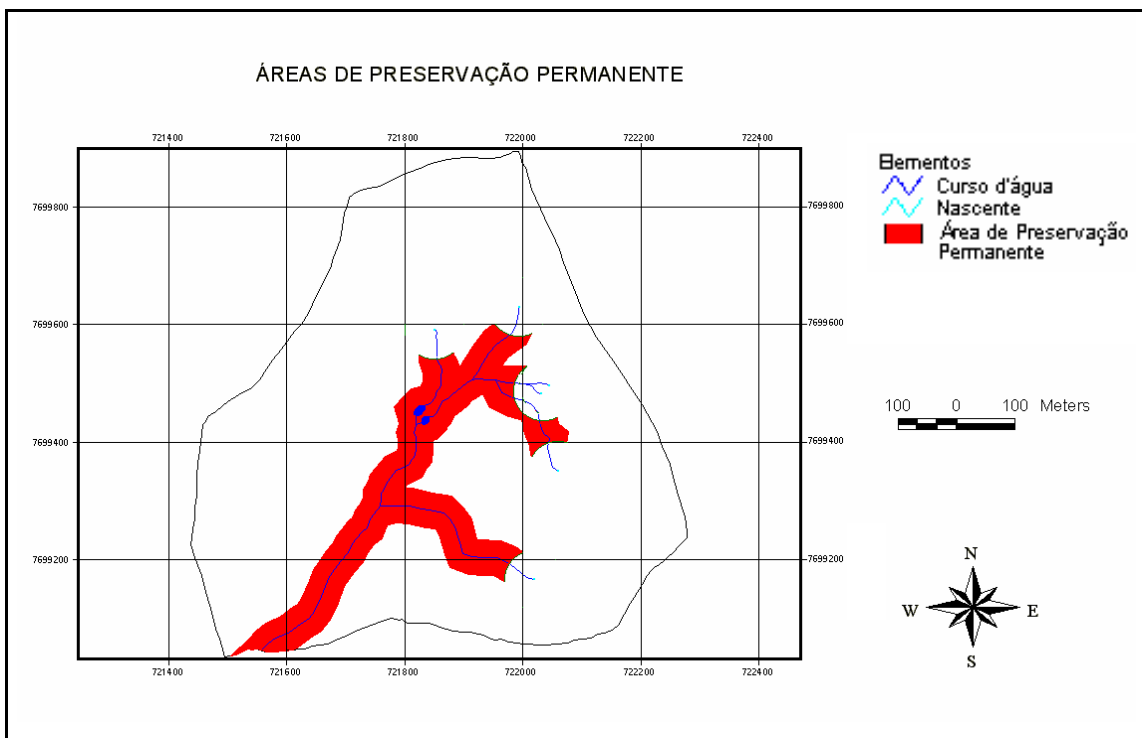 ÁREAS DE PRESERVAÇÃO PERMANENTE
721400 721600 721800 722000 722200 722400
7699800 7699800
7699600 7699600
7699400 7699400
7699200 7699200
721400 721600 721800 722000 722200 722400
Elementos
Curso d'água
Nascente
Área de Preservação
Permanente
100 0 100 Meters
N
W E
S